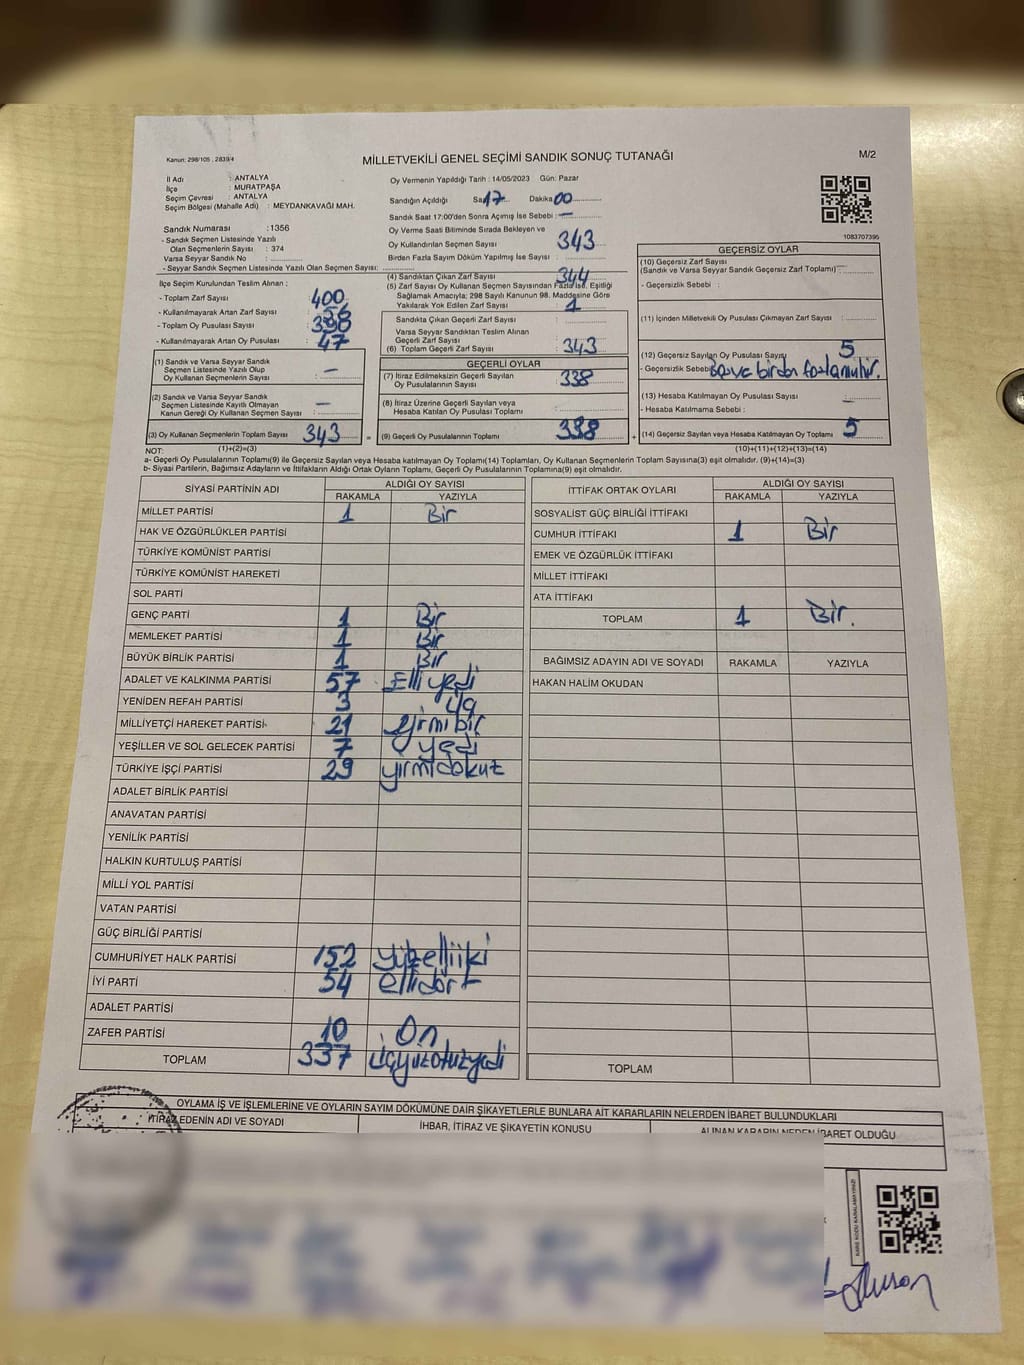 Kanun: 298/105 , 2839/4
MİLLETVEKİLİ GENEL SEÇİMİ SANDIK SONUÇ TUTANAĞI
M/2
İl Adı : ANTALYA
İlçe : MURATPAŞA
Seçim Çevresi : ANTALYA
Seçim Bölgesi (Mahalle Adı) : MEYDANKAVAĞI MAH.
Sandık Numarası :1356
- Sandık Seçmen Listesinde Yazılı
Olan Seçmenlerin Sayısı : 374
Varsa Seyyar Sandık No :
- Seyyar Sandık Seçmen Listesinde Yazılı Olan Seçmen Sayısı:
Oy Vermenin Yapıldığı Tarih : 14/05/2023 Gün: Pazar
Sandığın Açıldığı Sa 17 Dakika 00
Sandık Saat 17:00'den Sonra Açımış İse Sebebi : —
Oy Verme Saati Bitiminde Sırada Bekleyen ve
Oy Kullandırılan Seçmen Sayısı : 343
Birden Fazla Sayım Döküm Yapılmış İse Sayısı :
(4) Sandıktan Çıkan Zarf Sayısı : 344
(5) Zarf Sayısı Oy Kullanan Seçmen Sayısından Fazla İse, Eşitliği
Sağlamak Amacıyla; 298 Sayılı Kanunun 98. Maddesine Göre
Yakılarak Yok Edilen Zarf Sayısı : 1
1083707395
İlçe Seçim Kurulundan Teslim Alınan ;
- Toplam Zarf Sayısı : 400
- Kullanılmayarak Artan Zarf Sayısı : 56
- Toplam Oy Pusulası Sayısı :
- Kullanılmayarak Artan Oy Pusulası : 47
(1) Sandık ve Varsa Seyyar Sandık
Seçmen Listesinde Yazılı Olup
Oy Kullanan Seçmenlerin Sayısı : —
(2) Sandık ve Varsa Seyyar Sandık
Seçmen Listesinde Kayıtlı Olmayan
Kanun Gereği Oy Kullanan Seçmen Sayısı : —
(3) Oy Kullanan Seçmenlerin Toplam Sayısı : 343
(1)+(2)=(3)
Sandıkta Çıkan Geçerli Zarf Sayısı :
Varsa Seyyar Sandıktan Teslim Alınan
Geçerli Zarf Sayısı :
(6) Toplam Geçerli Zarf Sayısı : 343
GEÇERLİ OYLAR
(7) İtiraz Edilmeksizin Geçerli Sayılan
Oy Pusulalarının Sayısı : 338
(8) İtiraz Üzerine Geçerli Sayılan veya
Hesaba Katılan Oy Pusulası Toplamı :
(9) Geçerli Oy Pusulalarının Toplamı : 338
GEÇERSİZ OYLAR
(10) Geçersiz Zarf Sayısı
(Sandık ve Varsa Seyyar Sandık Geçersiz Zarf Toplamı) —
- Geçersizlik Sebebi :
(11) İçinden Milletvekili Oy Pusulası Çıkmayan Zarf Sayısı :
(12) Geçersiz Sayılan Oy Pusulası Sayısı : 5
- Geçersizlik Sebebi birden fazla mühür.
(13) Hesaba Katılmayan Oy Pusulası Sayısı :
- Hesaba Katılmama Sebebi :
(14) Geçersiz Sayılan veya Hesaba Katılmayan Oy Toplamı : 5
(10)+(11)+(12)+(13)=(14)
NOT:
a- Geçerli Oy Pusulalarının Toplamı(9) ile Geçersiz Sayılan veya Hesaba Katılmayan Oy Toplamı(14) Toplamları, Oy Kullanan Seçmenlerin Toplam Sayısına(3) eşit olmalıdır. (9)+(14)=(3)
b- Siyasi Partilerin, Bağımsız Adayların ve İttifakların Aldığı Ortak Oyların Toplamı, Geçerli Oy Pusulalarının Toplamına(9) eşit olmalıdır.
SİYASİ PARTİNİN ADI ALDIĞI OY SAYISI
RAKAMLA YAZIYLA
MİLLET PARTİSİ 1 Bir
HAK VE ÖZGÜRLÜKLER PARTİSİ
TÜRKİYE KOMÜNİST PARTİSİ
TÜRKİYE KOMÜNİST HAREKETİ
SOL PARTİ
GENÇ PARTİ 1 Bir
MEMLEKET PARTİSİ 1 Bir
BÜYÜK BİRLİK PARTİSİ 1 Bir
ADALET VE KALKINMA PARTİSİ 57 Elli yedi
YENİDEN REFAH PARTİSİ 3 üç
MİLLİYETÇİ HAREKET PARTİSİ 21 yirmi bir
YEŞİLLER VE SOL GELECEK PARTİSİ 7 yedi
TÜRKİYE İŞÇİ PARTİSİ 29 yirmidokuz
ADALET BİRLİK PARTİSİ
ANAVATAN PARTİSİ
YENİLİK PARTİSİ
HALKIN KURTULUŞ PARTİSİ
MİLLİ YOL PARTİSİ
VATAN PARTİSİ
GÜÇ BİRLİĞİ PARTİSİ
CUMHURİYET HALK PARTİSİ 152 yüzelliiki
İYİ PARTİ 54 ellidört
ADALET PARTİSİ
ZAFER PARTİSİ 10 On
TOPLAM 337 üçyüzotuzyedi
İTTİFAK ORTAK OYLARI ALDIĞI OY SAYISI
RAKAMLA YAZIYLA
SOSYALİST GÜÇ BİRLİĞİ İTTİFAKI
CUMHUR İTTİFAKI 1 Bir
EMEK VE ÖZGÜRLÜK İTTİFAKI
MİLLET İTTİFAKI
ATA İTTİFAKI
TOPLAM 1 Bir.
BAĞIMSIZ ADAYIN ADI VE SOYADI RAKAMLA YAZIYLA
HAKAN HALİM OKUDAN
TOPLAM
OYLAMA İŞ VE İŞLEMLERİNE VE OYLARIN SAYIM DÖKÜMÜNE DAİR ŞİKAYETLERLE BUNLARA AİT KARARLARIN NELERDEN İBARET BULUNDUKLARI
İTİRAZ EDENİN ADI VE SOYADI İHBAR, İTİRAZ VE ŞİKAYETİN KONUSU ALINAN KARARIN NEDEN İBARET OLDUĞU